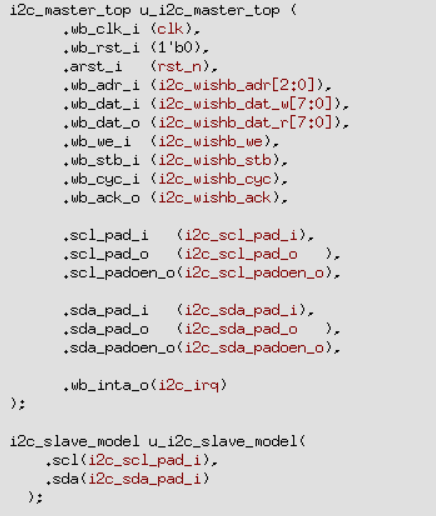 i2c_master_top u_i2c_master_top (
.wb_clk_i (clk),
.wb_rst_i (1'b0),
.arst_i (rst_n),
.wb_adr_i (i2c_wishb_adr[2:0]),
.wb_dat_i (i2c_wishb_dat_w[7:0]),
.wb_dat_o (i2c_wishb_dat_r[7:0]),
.wb_we_i (i2c_wishb_we),
.wb_stb_i (i2c_wishb_stb),
.wb_cyc_i (i2c_wishb_cyc),
.wb_ack_o (i2c_wishb_ack),
.scl_pad_i (i2c_scl_pad_i),
.scl_pad_o (i2c_scl_pad_o ),
.scl_padoen_o(i2c_scl_padoen_o),
.sda_pad_i (i2c_sda_pad_i),
.sda_pad_o (i2c_sda_pad_o ),
.sda_padoen_o(i2c_sda_padoen_o),
.wb_inta_o(i2c_irq)
);
i2c_slave_model u_i2c_slave_model(
.scl(i2c_scl_pad_i),
.sda(i2c_sda_pad_i)
);